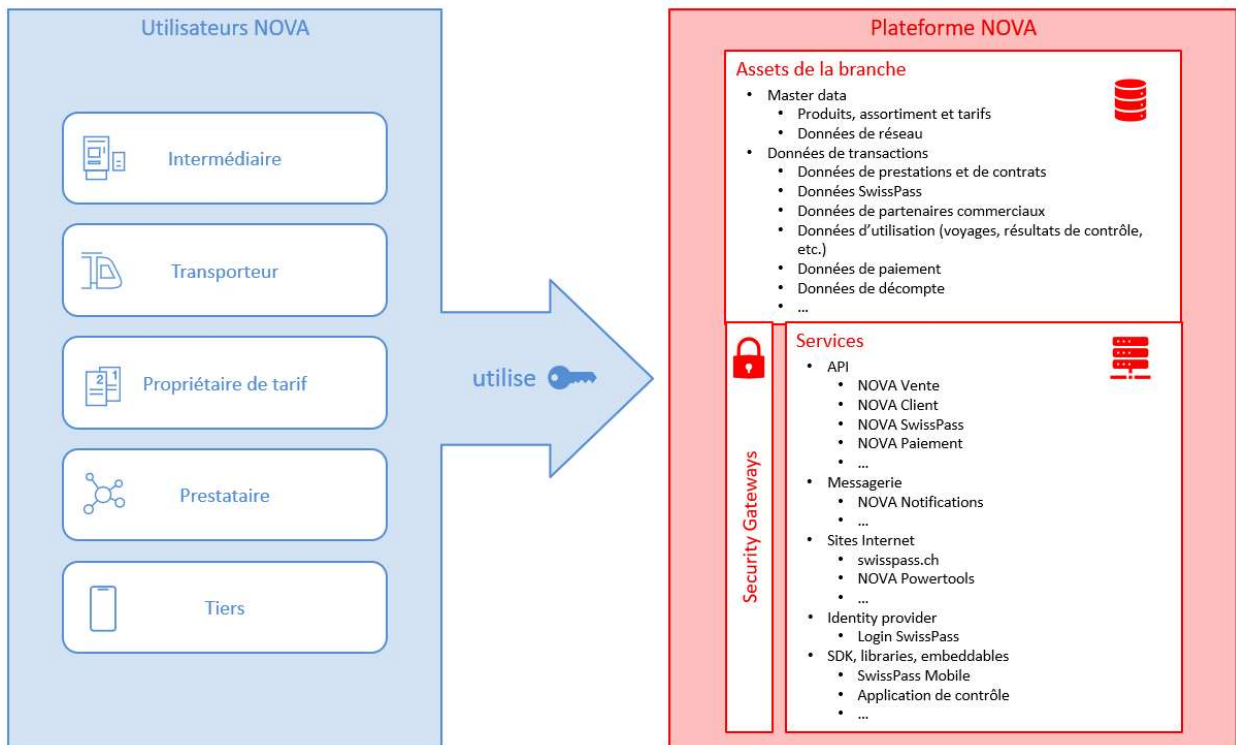 Utilisateurs NOVA
Intermédiaire
Transporteur
2 1
Propriétaire de tarif
Prestataire
Tiers
utilise
Plateforme NOVA
Assets de la branche
• Master data
• Produits, assortiment et tarifs
• Données de réseau
• Données de transactions
• Données de prestations et de contrats
• Données SwissPass
• Données de partenaires commerciaux
• Données d’utilisation (voyages, résultats de contrôle,
etc.)
• Données de paiement
• Données de décompte
• ...
Security Gateways
Services
• API
• NOVA Vente
• NOVA Client
• NOVA SwissPass
• NOVA Paiement
• ...
• Messagerie
• NOVA Notifications
• ...
• Sites Internet
• swisspass.ch
• NOVA Powertools
• ...
• Identity provider
• Login SwissPass
• SDK, libraries, embeddables
• SwissPass Mobile
• Application de contrôle
• ...